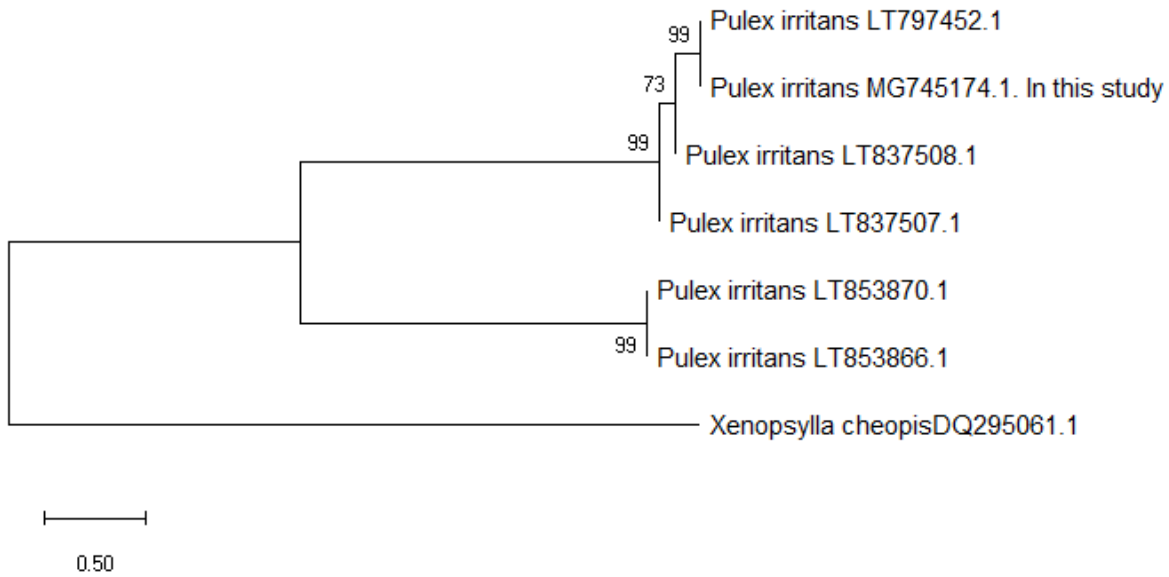 Pulex irritans LT797452.1
99
Pulex irritans MG745174.1. In this study
73
99
Pulex irritans LT837508.1
Pulex irritans LT837507.1
Pulex irritans LT853870.1
99
Pulex irritans LT853866.1
Xenopsylla cheopisDQ295061.1
0.50